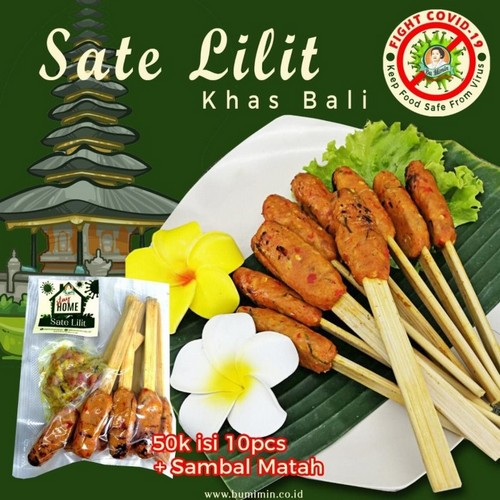 Sate Lilit
Khas Bali
FIGHT COVID-19
Keep Food Safe From Virus
Stay
HOME
Sate Lilit
50k isi 10pcs
+ Sambal Matah
www.bumimin.co.id